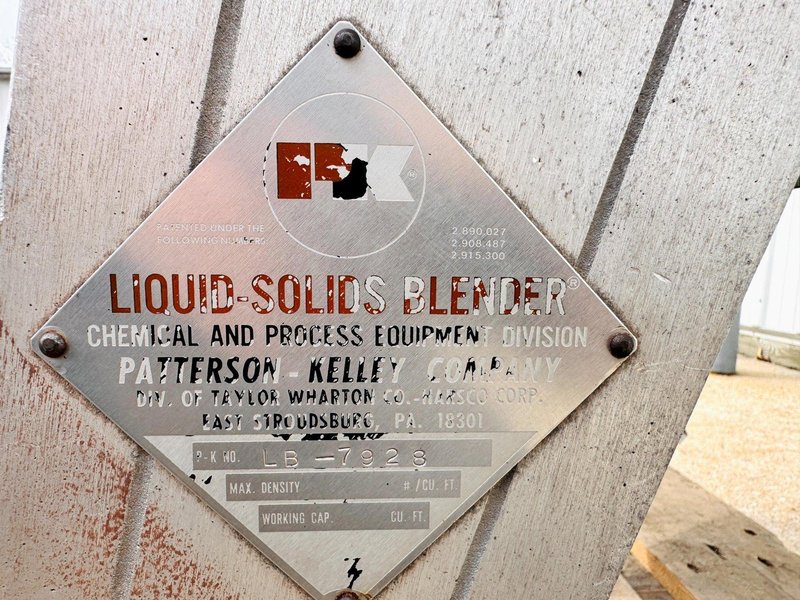 PK®
PATENTED UNDER THE
FOLLOWING NUMBERS
2,890,027
2,908,487
2,915,300
LIQUID-SOLIDS BLENDER®
CHEMICAL AND PROCESS EQUIPMENT DIVISION
PATTERSON-KELLEY COMPANY
DIV. OF TAYLOR WHARTON CO.-HARSCO CORP.
EAST STROUDSBURG, PA. 18301
P-K NO. LB-7928
MAX. DENSITY #/CU. FT.
WORKING CAP. CU. FT.